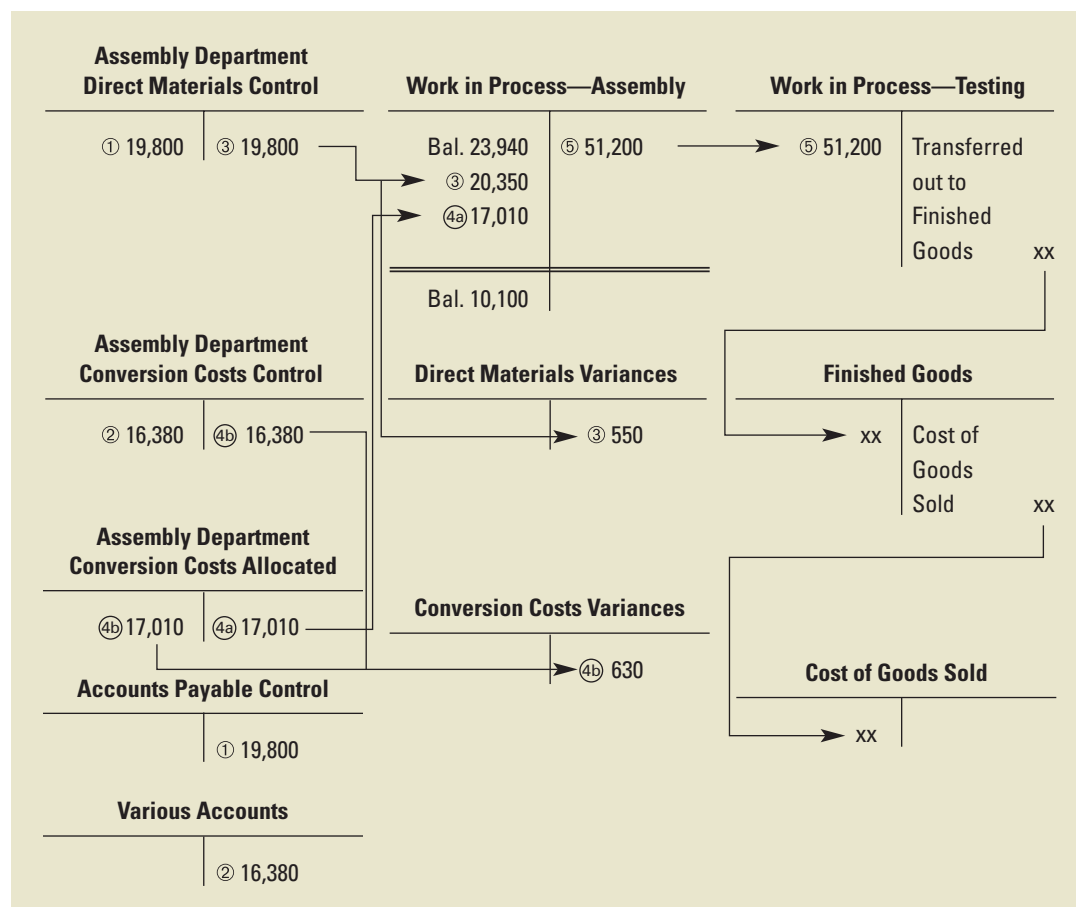 Assembly Department
Direct Materials Control
① 19,800 ③ 19,800
Work in Process—Assembly
Bal. 23,940 ⑤ 51,200
③ 20,350
4a 17,010
Bal. 10,100
Work in Process—Testing
⑤ 51,200 Transferred
out to
Finished
Goods xx
Assembly Department
Conversion Costs Control
② 16,380 4b 16,380
Direct Materials Variances
③ 550
Finished Goods
xx Cost of
Goods
Sold xx
Assembly Department
Conversion Costs Allocated
4b 17,010 4a 17,010
Conversion Costs Variances
4b 630
Cost of Goods Sold
xx
Accounts Payable Control
① 19,800
Various Accounts
② 16,380